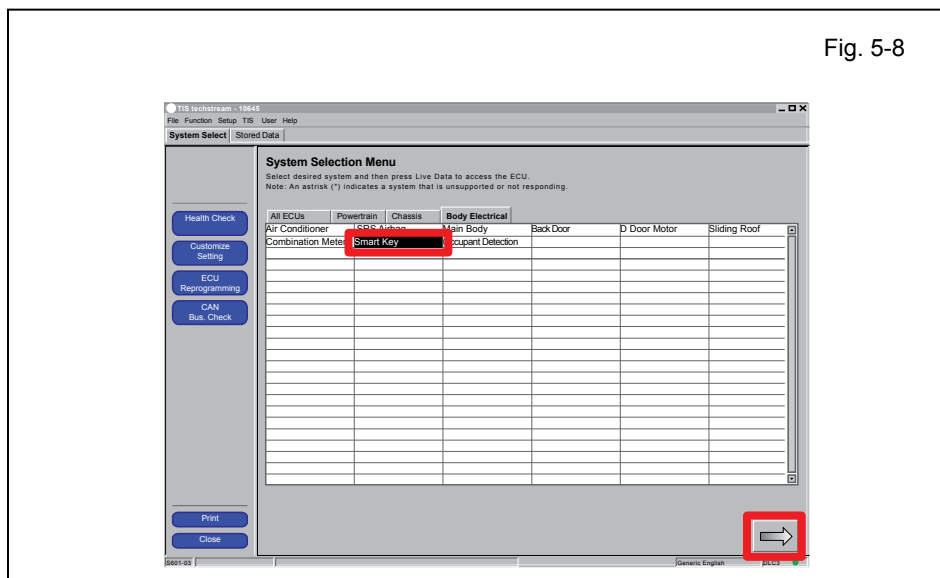 Fig. 5-8
TIS techstream - 10645
File Function Setup TIS User Help
System Select Stored Data
System Selection Menu
Select desired system and then press Live Data to access the ECU.
Note: An astrisk (*) indicates a system that is unsupported or not responding.
All ECUs Powertrain Chassis Body Electrical
Air Conditioner SRS Airbag Main Body Back Door D Door Motor Sliding Roof
Combination Meter Smart Key Occupant Detection
Health Check
Customize
Setting
ECU
Reprogramming
CAN
Bus. Check
Print
Close
S601-03 Generic English DLC3